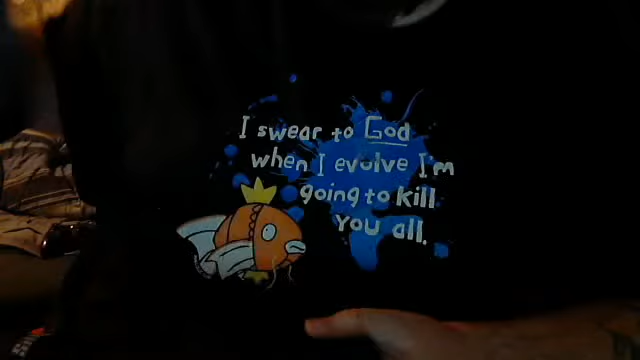 I swear to God
when I evolve I'm
going to kill
you all.